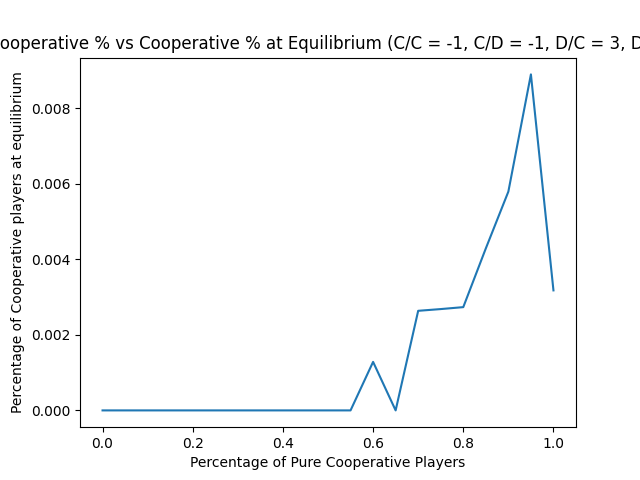 ooperative % vs Cooperative % at Equilibrium (C/C = -1, C/D = -1, D/C = 3, D
Percentage of Cooperative players at equilibrium
0.008
0.006
0.004
0.002
0.000
0.0 0.2 0.4 0.6 0.8 1.0
Percentage of Pure Cooperative Players